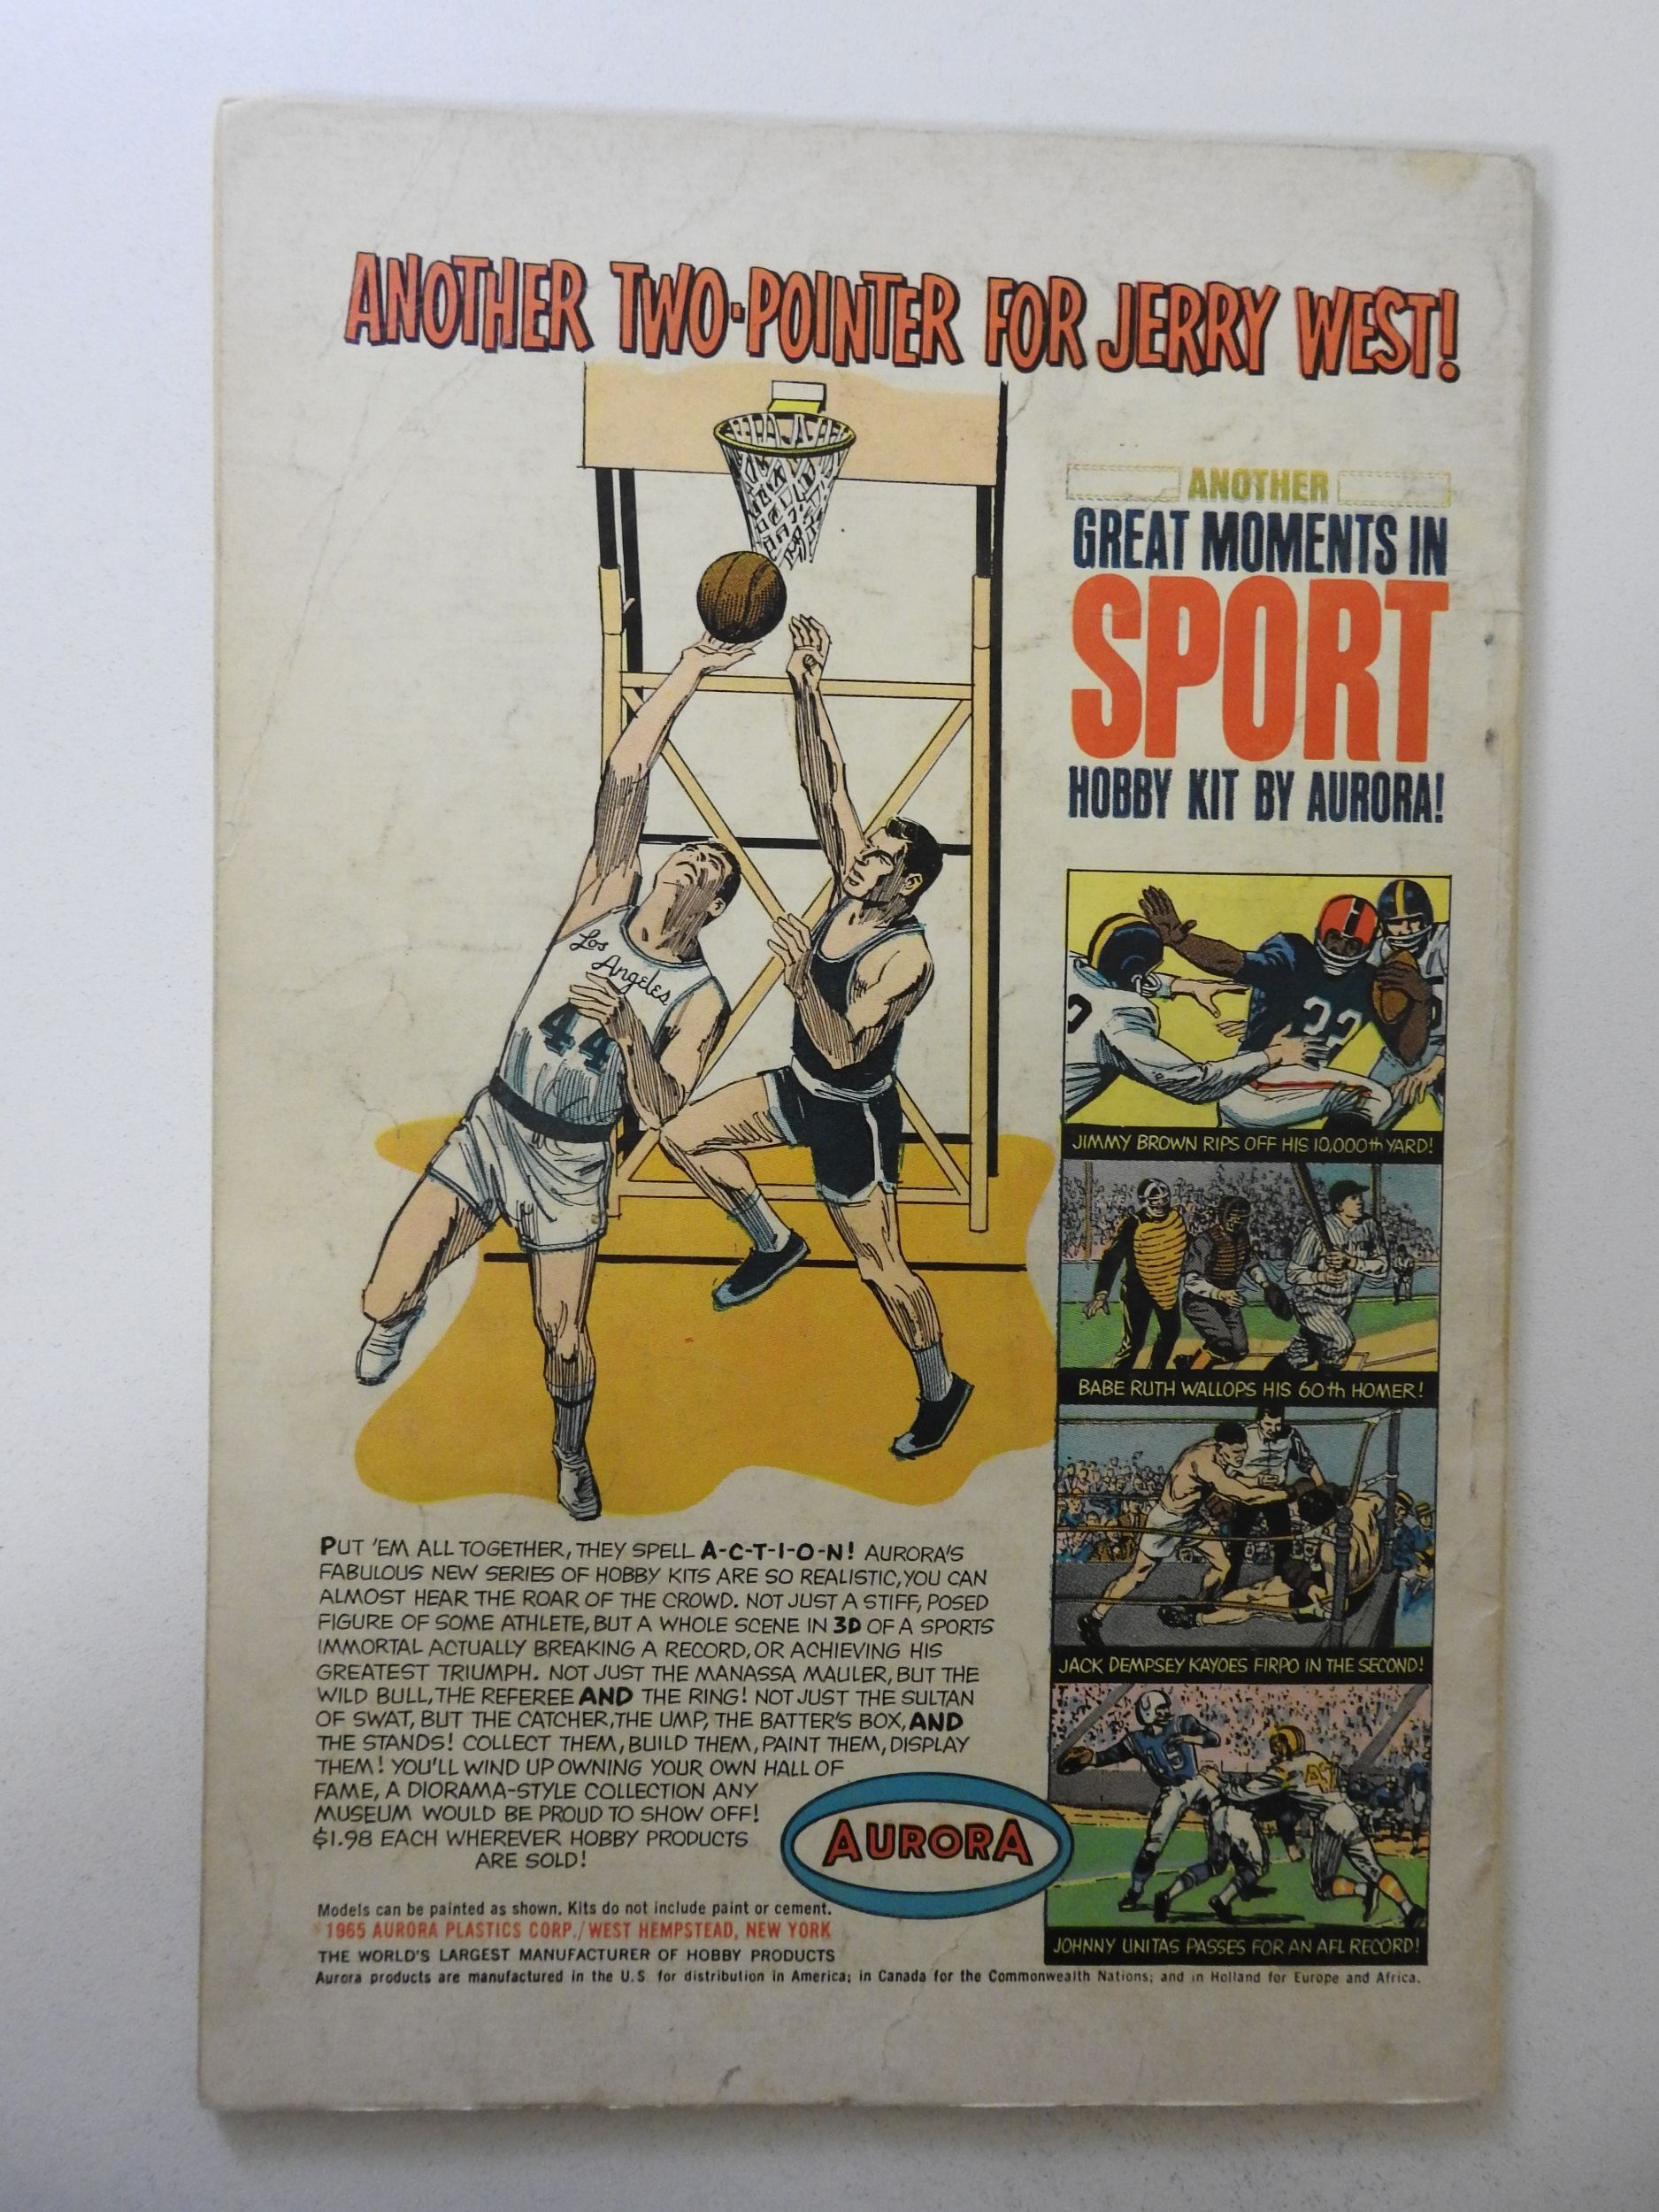 ANOTHER TWO-POINTER FOR JERRY WEST!
ANOTHER
GREAT MOMENTS IN
SPORT
HOBBY KIT BY AURORA!
Los
Angeles
44
32
JIMMY BROWN RIPS OFF HIS 10,000th YARD!
BABE RUTH WALLOPS HIS 60th HOMER!
JACK DEMPSEY KAYOES FIRPO IN THE SECOND!
JOHNNY UNITAS PASSES FOR AN AFL RECORD!
PUT 'EM ALL TOGETHER, THEY SPELL A-C-T-I-O-N! AURORA'S
FABULOUS NEW SERIES OF HOBBY KITS ARE SO REALISTIC, YOU CAN
ALMOST HEAR THE ROAR OF THE CROWD. NOT JUST A STIFF, POSED
FIGURE OF SOME ATHLETE, BUT A WHOLE SCENE IN 3D OF A SPORTS
IMMORTAL ACTUALLY BREAKING A RECORD, OR ACHIEVING HIS
GREATEST TRIUMPH. NOT JUST THE MANASSA MAULER, BUT THE
WILD BULL, THE REFEREE AND THE RING! NOT JUST THE SULTAN
OF SWAT, BUT THE CATCHER, THE UMP, THE BATTER'S BOX, AND
THE STANDS! COLLECT THEM, BUILD THEM, PAINT THEM, DISPLAY
THEM! YOU'LL WIND UP OWNING YOUR OWN HALL OF
FAME, A DIORAMA-STYLE COLLECTION ANY
MUSEUM WOULD BE PROUD TO SHOW OFF!
$1.98 EACH WHEREVER HOBBY PRODUCTS
ARE SOLD!
AURORA
Models can be painted as shown. Kits do not include paint or cement.
© 1965 AURORA PLASTICS CORP./WEST HEMPSTEAD, NEW YORK
THE WORLD'S LARGEST MANUFACTURER OF HOBBY PRODUCTS
Aurora products are manufactured in the U.S. for distribution in America; in Canada for the Commonwealth Nations; and in Holland for Europe and Africa.